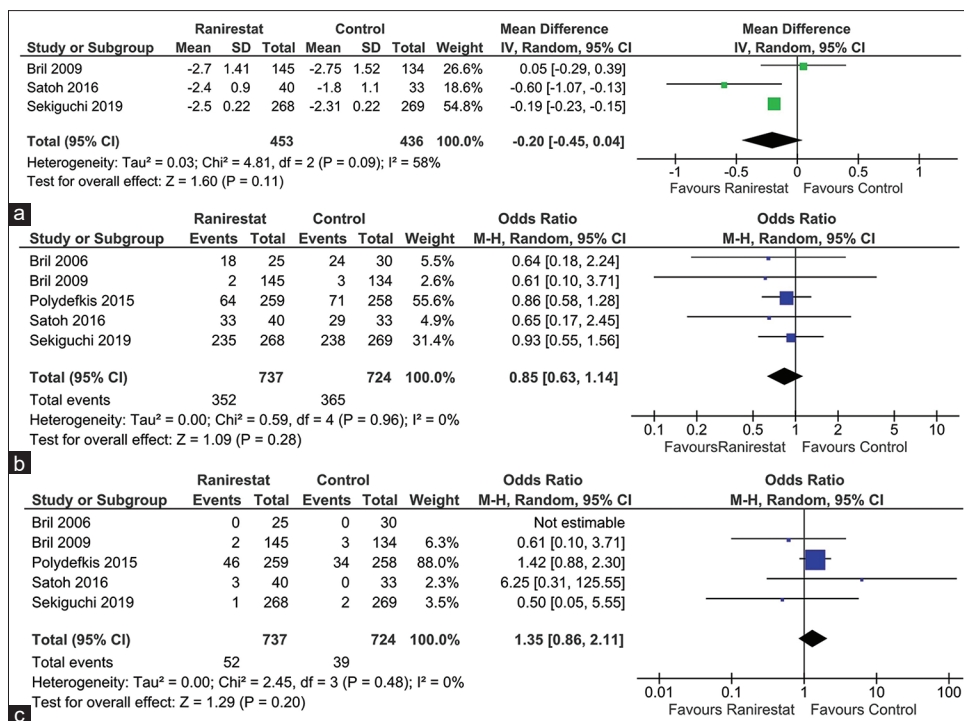 Ranirestat Control Mean Difference Mean Difference
Study or Subgroup Mean SD Total Mean SD Total Weight IV, Random, 95% CI IV, Random, 95% CI
Bril 2009 -2.7 1.41 145 -2.75 1.52 134 26.6% 0.05 [-0.29, 0.39]
Satoh 2016 -2.4 0.9 40 -1.8 1.1 33 18.6% -0.60 [-1.07, -0.13]
Sekiguchi 2019 -2.5 0.22 268 -2.31 0.22 269 54.8% -0.19 [-0.23, -0.15]
Total (95% CI) 453 436 100.0% -0.20 [-0.45, 0.04]
Heterogeneity: Tau² = 0.03; Chi² = 4.81, df = 2 (P = 0.09); I² = 58%
Test for overall effect: Z = 1.60 (P = 0.11)
-1 -0.5 0 0.5 1
Favours Ranirestat Favours Control
a
Ranirestat Control Odds Ratio Odds Ratio
Study or Subgroup Events Total Events Total Weight M-H, Random, 95% CI M-H, Random, 95% CI
Bril 2006 18 25 24 30 5.5% 0.64 [0.18, 2.24]
Bril 2009 2 145 3 134 2.6% 0.61 [0.10, 3.71]
Polydefkis 2015 64 259 71 258 55.6% 0.86 [0.58, 1.28]
Satoh 2016 33 40 29 33 4.9% 0.65 [0.17, 2.45]
Sekiguchi 2019 235 268 238 269 31.4% 0.93 [0.55, 1.56]
Total (95% CI) 737 724 100.0% 0.85 [0.63, 1.14]
Total events 352 365
Heterogeneity: Tau² = 0.00; Chi² = 0.59, df = 4 (P = 0.96); I² = 0%
Test for overall effect: Z = 1.09 (P = 0.28)
0.1 0.2 0.5 1 2 5 10
FavoursRanirestat Favours Control
b
Ranirestat Control Odds Ratio Odds Ratio
Study or Subgroup Events Total Events Total Weight M-H, Random, 95% CI M-H, Random, 95% CI
Bril 2006 0 25 0 30 Not estimable
Bril 2009 2 145 3 134 6.3% 0.61 [0.10, 3.71]
Polydefkis 2015 46 259 34 258 88.0% 1.42 [0.88, 2.30]
Satoh 2016 3 40 0 33 2.3% 6.25 [0.31, 125.55]
Sekiguchi 2019 1 268 2 269 3.5% 0.50 [0.05, 5.55]
Total (95% CI) 737 724 100.0% 1.35 [0.86, 2.11]
Total events 52 39
Heterogeneity: Tau² = 0.00; Chi² = 2.45, df = 3 (P = 0.48); I² = 0%
Test for overall effect: Z = 1.29 (P = 0.20)
0.01 0.1 1 10 100
Favours Ranirestat Favours Control
c